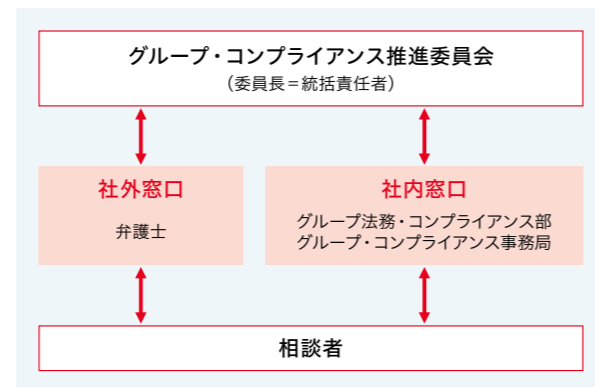 グループ・コンプライアンス推進委員会
（委員長＝統括責任者）
社外窓口
弁護士
社内窓口
グループ法務・コンプライアンス部
グループ・コンプライアンス事務局
相談者